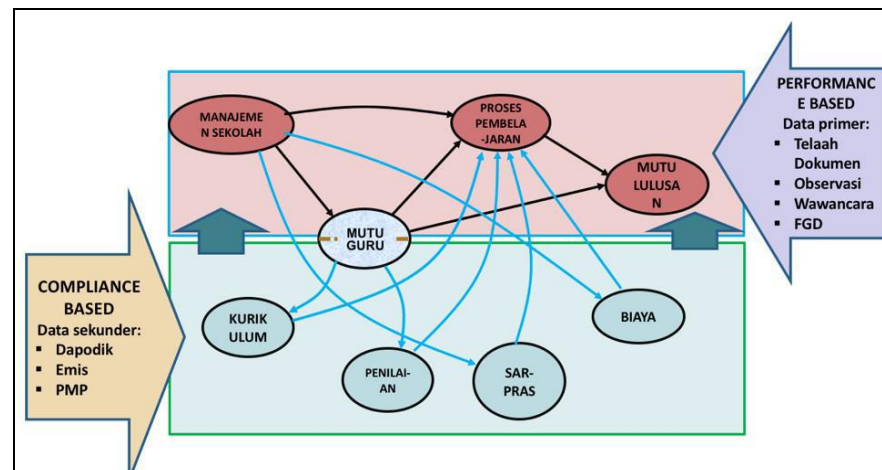 MANAJEME
N SEKOLAH
PROSES
PEMBELA
-JARAN
MUTU
LULUSA
N
MUTU
GURU
KURIK
ULUM
PENILAI-
AN
SAR-
PRAS
BIAYA
COMPLIANCE
BASED
Data sekunder:
▪ Dapodik
▪ Emis
▪ PMP
PERFORMANC
E BASED
Data primer:
▪ Telaah
Dokumen
▪ Observasi
▪ Wawancara
▪ FGD